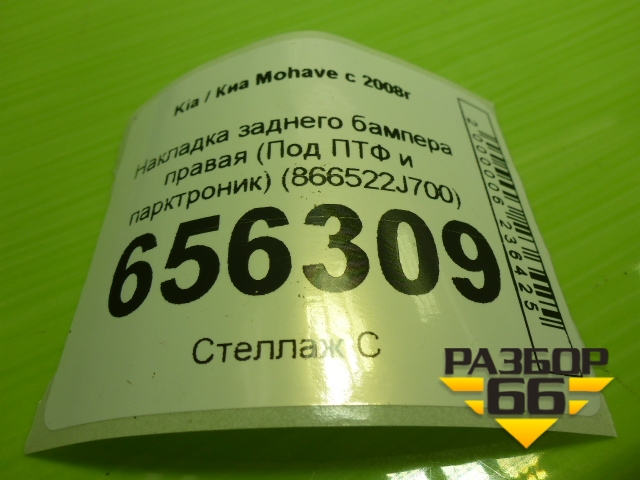 Kia / Киа Mohave с 2008г
Накладка заднего бампера
правая (Под ПТФ и
парктроник) (866522J700)
656309
Стеллаж С
2000006236425
РАЗБОР
66